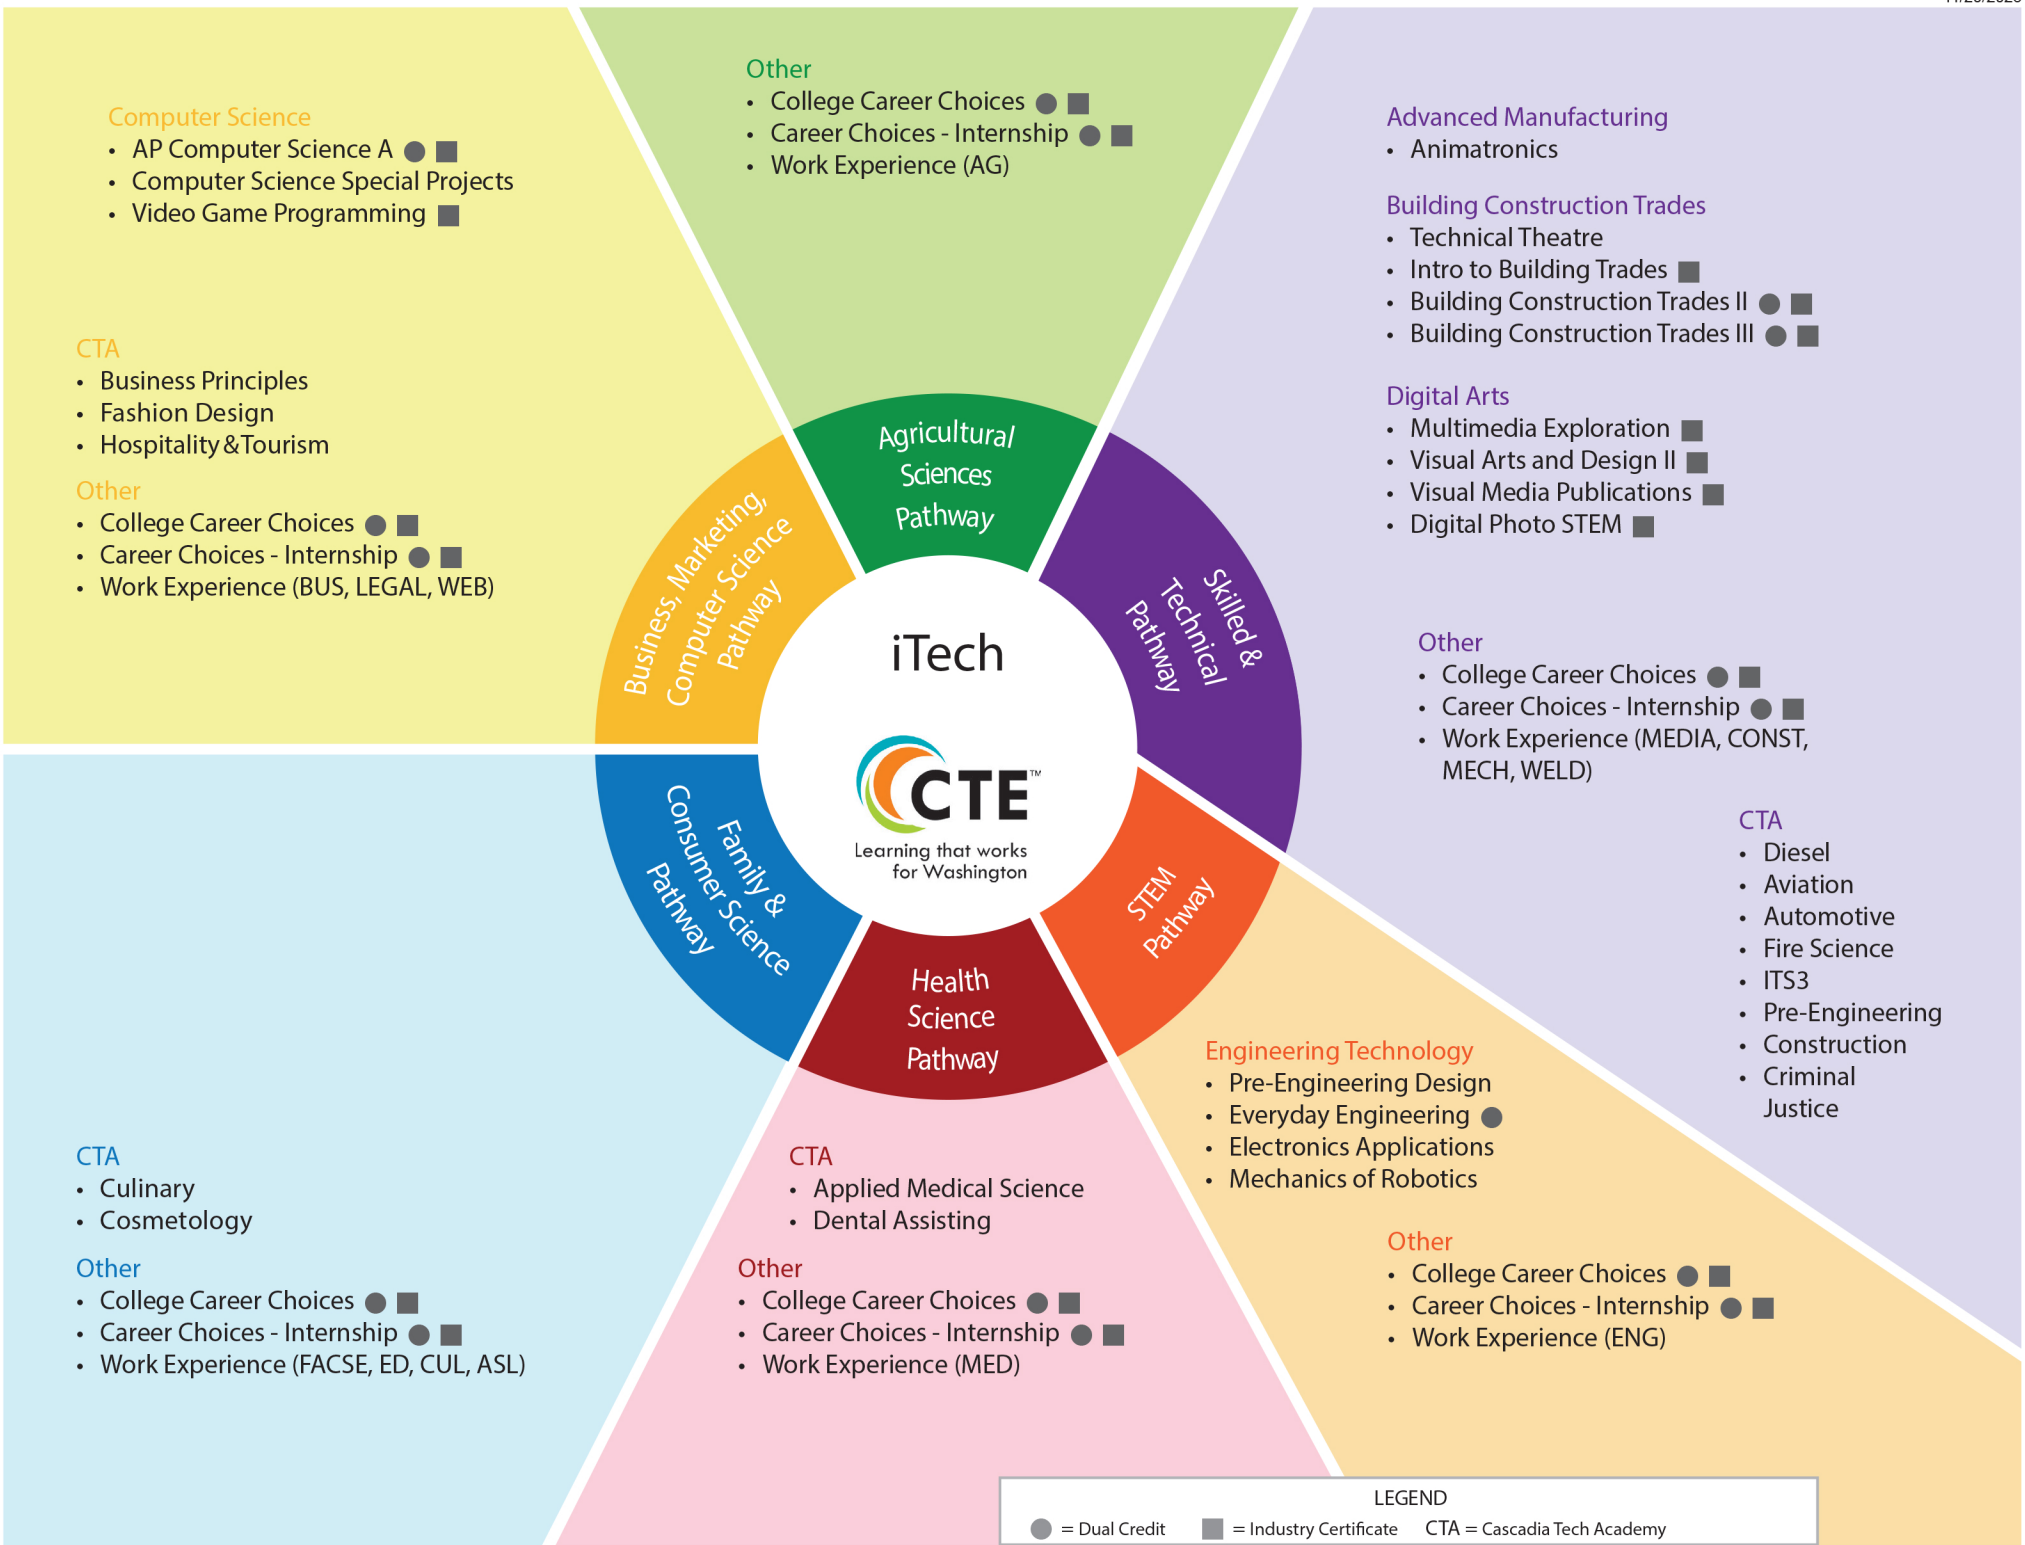 Computer Science
• AP Computer Science A
• Computer Science Special Projects
• Video Game Programming
CTA
• Business Principles
• Fashion Design
• Hospitality & Tourism
Other
• College Career Choices
• Career Choices - Internship
• Work Experience (BUS, LEGAL, WEB)
Other
• College Career Choices
• Career Choices - Internship
• Work Experience (AG)
Advanced Manufacturing
• Animatronics
Building Construction Trades
• Technical Theatre
• Intro to Building Trades
• Building Construction Trades II
• Building Construction Trades III
Digital Arts
• Multimedia Exploration
• Visual Arts and Design II
• Visual Media Publications
• Digital Photo STEM
Other
• College Career Choices
• Career Choices - Internship
• Work Experience (MEDIA, CONST,
MECH, WELD)
CTA
• Diesel
• Aviation
• Automotive
• Fire Science
• ITS3
• Pre-Engineering
• Construction
• Criminal
Justice
Agricultural
Sciences
Pathway
Business, Marketing,
Computer Science
Pathway
Skilled &
Technical
Pathway
iTech
CTE™
Learning that works
for Washington
Family &
Consumer Science
Pathway
Health
Science
Pathway
STEM
Pathway
CTA
• Culinary
• Cosmetology
Other
• College Career Choices
• Career Choices - Internship
• Work Experience (FACSE, ED, CUL, ASL)
CTA
• Applied Medical Science
• Dental Assisting
Other
• College Career Choices
• Career Choices - Internship
• Work Experience (MED)
Engineering Technology
• Pre-Engineering Design
• Everyday Engineering
• Electronics Applications
• Mechanics of Robotics
Other
• College Career Choices
• Career Choices - Internship
• Work Experience (ENG)
LEGEND
= Dual Credit = Industry Certificate CTA = Cascadia Tech Academy